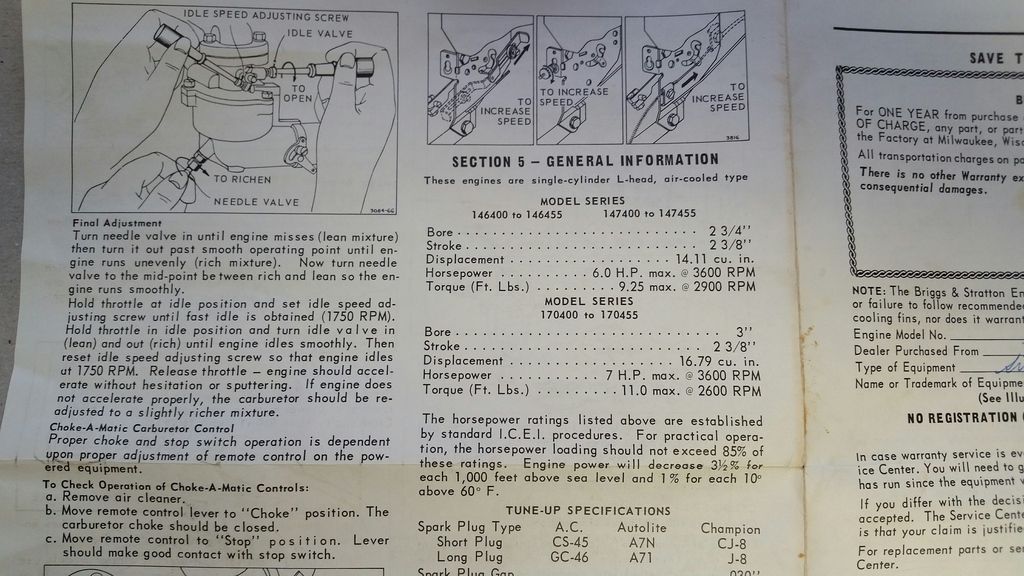 IDLE SPEED ADJUSTING SCREW
IDLE VALVE
TO
OPEN
TO RICHEN
NEEDLE VALVE
3084-66
Final Adjustment
Turn needle valve in until engine misses (lean mixture)
then turn it out past smooth operating point until en-
gine runs unevenly (rich mixture). Now turn needle
valve to the mid-point between rich and lean so the en-
gine runs smoothly.
Hold throttle at idle position and set idle speed ad-
justing screw until fast idle is obtained (1750 RPM).
Hold throttle in idle position and turn idle valve in
(lean) and out (rich) until engine idles smoothly. Then
reset idle speed adjusting screw so that engine idles
at 1750 RPM. Release throttle – engine should accel-
erate without hesitation or sputtering. If engine does
not accelerate properly, the carburetor should be re-
adjusted to a slightly richer mixture.
Choke-A-Matic Carburetor Control
Proper choke and stop switch operation is dependent
upon proper adjustment of remote control on the pow-
ered equipment.
To Check Operation of Choke-A-Matic Controls:
a. Remove air cleaner.
b. Move remote control lever to "Choke" position. The
carburetor choke should be closed.
c. Move remote control to "Stop" position. Lever
should make good contact with stop switch.
TO
INCREASE
SPEED
TO INCREASE
SPEED
TO
INCREASE
SPEED
3816
SECTION 5 – GENERAL INFORMATION
These engines are single-cylinder L-head, air-cooled type
MODEL SERIES
146400 to 146455 147400 to 147455
Bore . . . . . . . . . . . . . . . . . . . . . . . . . . . 2 3/4''
Stroke . . . . . . . . . . . . . . . . . . . . . . . . . . 2 3/8''
Displacement . . . . . . . . . . . . . . . . . . 14.11 cu. in.
Horsepower . . . . . . . . . . 6.0 H.P. max. @ 3600 RPM
Torque (Ft. Lbs.) . . . . . . . . . 9.25 max. @ 2900 RPM
MODEL SERIES
170400 to 170455
Bore . . . . . . . . . . . . . . . . . . . . . . . . . . . . . . 3''
Stroke . . . . . . . . . . . . . . . . . . . . . . . . . . 2 3/8''
Displacement . . . . . . . . . . . . . . . . . . 16.79 cu. in.
Horsepower . . . . . . . . . . . 7 H.P. max. @ 3600 RPM
Torque (Ft. Lbs.) . . . . . . . . . 11.0 max. @ 2600 RPM
The horsepower ratings listed above are established
by standard I.C.E.I. procedures. For practical opera-
tion, the horsepower loading should not exceed 85% of
these ratings. Engine power will decrease 3½% for
each 1,000 feet above sea level and 1% for each 10°
above 60° F.
TUNE-UP SPECIFICATIONS
Spark Plug Type A.C. Autolite Champion
Short Plug CS-45 A7N CJ-8
Long Plug GC-46 A71 J-8
Spark Plug Gap .030''
SAVE T
B
For ONE YEAR from purchase
OF CHARGE, any part, or part
the Factory at Milwaukee, Wisc
All transportation charges on pa
There is no other Warranty ex
consequential damages.
NOTE: The Briggs & Stratton En
or failure to follow recommende
cooling fins, nor does it warrant
Engine Model No.
Dealer Purchased From
Type of Equipment
Name or Trademark of Equipme
(See Illu
NO REGISTRATION
In case warranty service is ev
ice Center. You will need to g
has run since the equipment w
If you differ with the decisi
accepted. The Service Cente
is that your claim is justifie
For replacement parts or se
Center.